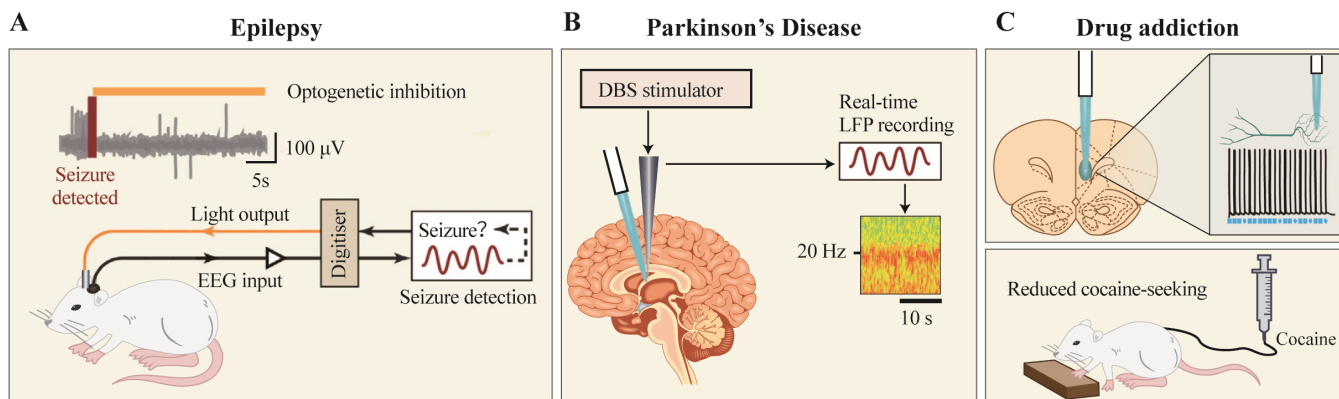 A
Epilepsy
Optogenetic inhibition
100 μV
5s
Seizure
detected
Light output
EEG input
Digitiser
Seizure?
Seizure detection
B
Parkinson’s Disease
DBS stimulator
Real-time
LFP recording
20 Hz
10 s
C
Drug addiction
Reduced cocaine-seeking
Cocaine